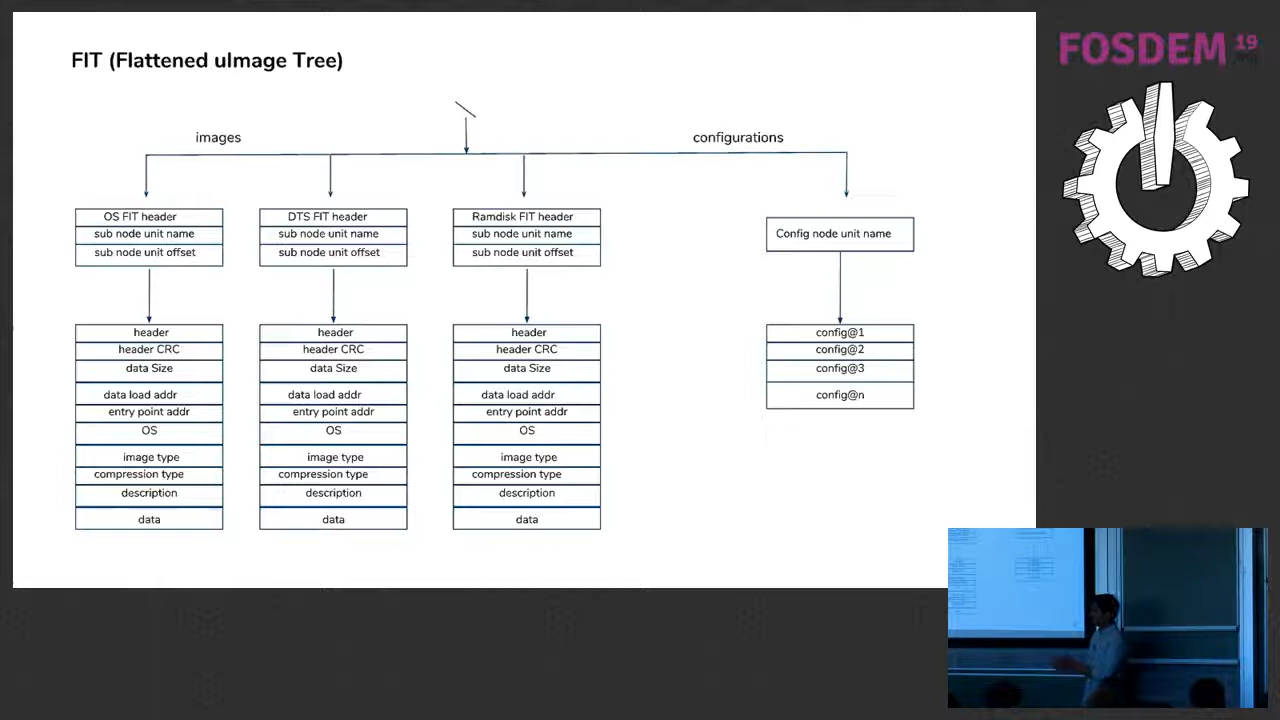 FIT (Flattened uImage Tree)
FOSDEM 19
images
configurations
OS FIT header
sub node unit name
sub node unit offset
DTS FIT header
sub node unit name
sub node unit offset
Ramdisk FIT header
sub node unit name
sub node unit offset
Config node unit name
header
header CRC
data Size
data load addr
entry point addr
OS
image type
compression type
description
data
header
header CRC
data Size
data load addr
entry point addr
OS
image type
compression type
description
data
header
header CRC
data Size
data load addr
entry point addr
OS
image type
compression type
description
data
config@1
config@2
config@3
config@n